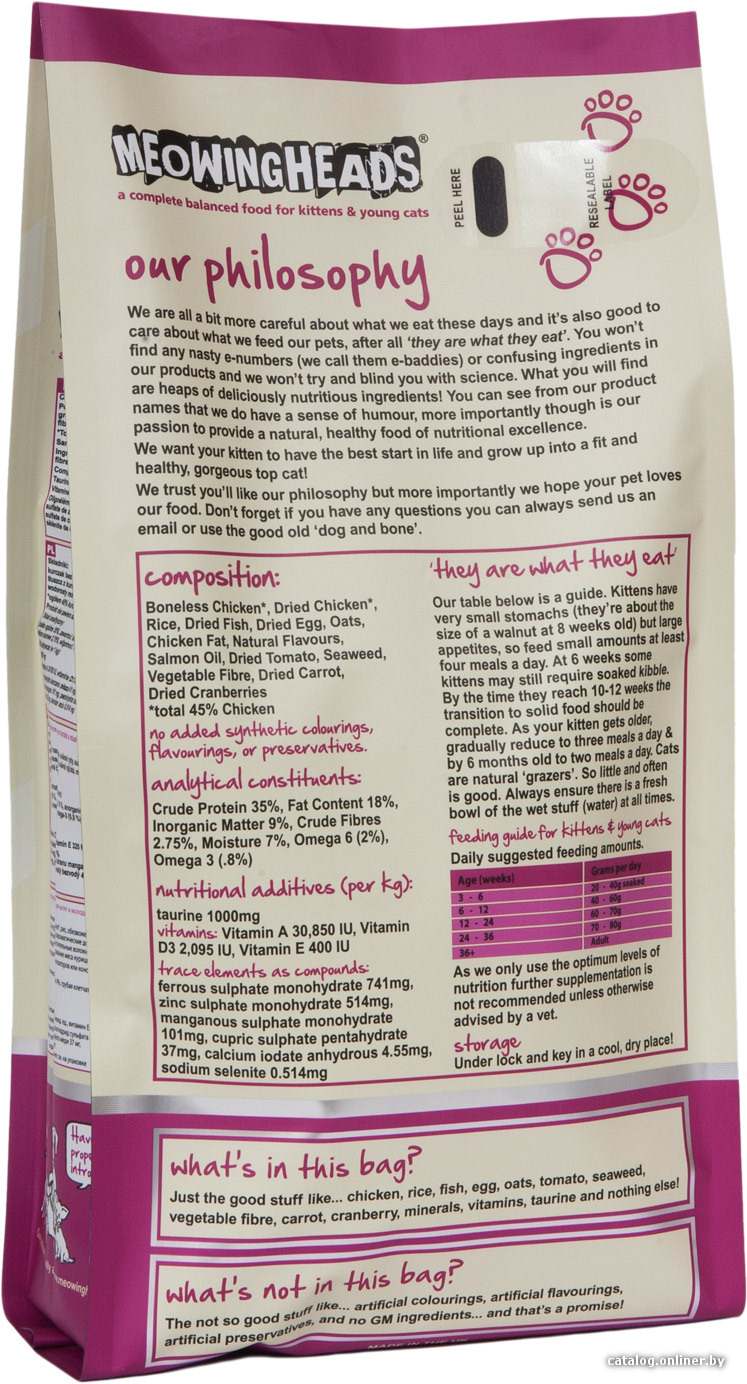 MEOWINGHEADS®
a complete balanced food for kittens & young cats
PEEL HERE
RESEALABLE
LABEL
our philosophy
We are all a bit more careful about what we eat these days and it's also good to
care about what we feed our pets, after all 'they are what they eat'. You won't
find any nasty e-numbers (we call them e-baddies) or confusing ingredients in
our products and we won't try and blind you with science. What you will find
are heaps of deliciously nutritious ingredients! You can see from our product
names that we do have a sense of humour, more importantly though is our
passion to provide a natural, healthy food of nutritional excellence.
We want your kitten to have the best start in life and grow up into a fit and
healthy, gorgeous top cat!
We trust you'll like our philosophy but more importantly we hope your pet loves
our food. Don't forget if you have any questions you can always send us an
email or use the good old 'dog and bone'.
composition:
Boneless Chicken*, Dried Chicken*,
Rice, Dried Fish, Dried Egg, Oats,
Chicken Fat, Natural Flavours,
Salmon Oil, Dried Tomato, Seaweed,
Vegetable Fibre, Dried Carrot,
Dried Cranberries
*total 45% Chicken
no added synthetic colourings,
flavourings, or preservatives.
analytical constituents:
Crude Protein 35%, Fat Content 18%,
Inorganic Matter 9%, Crude Fibres
2.75%, Moisture 7%, Omega 6 (2%),
Omega 3 (.8%)
nutritional additives (per kg):
taurine 1000mg
vitamins: Vitamin A 30,850 IU, Vitamin
D3 2,095 IU, Vitamin E 400 IU
trace elements as compounds:
ferrous sulphate monohydrate 741mg,
zinc sulphate monohydrate 514mg,
manganous sulphate monohydrate
101mg, cupric sulphate pentahydrate
37mg, calcium iodate anhydrous 4.55mg,
sodium selenite 0.514mg
'they are what they eat'
Our table below is a guide. Kittens have
very small stomachs (they're about the
size of a walnut at 8 weeks old) but large
appetites, so feed small amounts at least
four meals a day. At 6 weeks some
kittens may still require soaked kibble.
By the time they reach 10-12 weeks the
transition to solid food should be
complete. As your kitten gets older,
gradually reduce to three meals a day &
by 6 months old to two meals a day. Cats
are natural 'grazers'. So little and often
is good. Always ensure there is a fresh
bowl of the wet stuff (water) at all times.
feeding guide for kittens & young cats
Daily suggested feeding amounts.
Age (weeks) Grams per day
3 - 6 20 - 40g soaked
6 - 12 40 - 60g
12 - 24 60 - 70g
24 - 36 70 - 80g
36+ Adult
As we only use the optimum levels of
nutrition further supplementation is
not recommended unless otherwise
advised by a vet.
storage
Under lock and key in a cool, dry place!
what's in this bag?
Just the good stuff like... chicken, rice, fish, egg, oats, tomato, seaweed,
vegetable fibre, carrot, cranberry, minerals, vitamins, taurine and nothing else!
what's not in this bag?
The not so good stuff like... artificial colourings, artificial flavourings,
artificial preservatives, and no GM ingredients... and that's a promise!
MADE IN THE UK
catalog.onliner.by